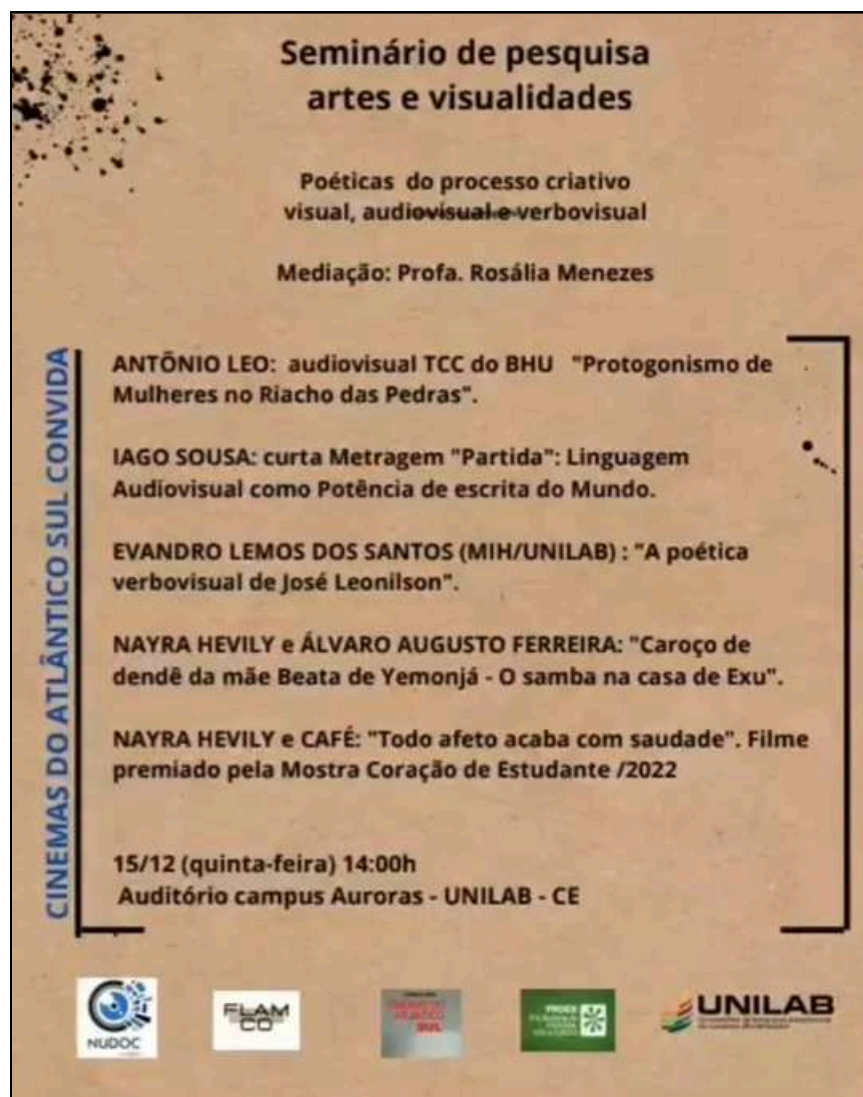 Seminário de pesquisa
artes e visualidades
Poéticas do processo criativo
visual, audiovisual e verbovisual
Mediação: Profa. Rosália Menezes
CINEMAS DO ATLÂNTICO SUL CONVIDA
ANTÔNIO LEO: audiovisual TCC do BHU "Protogonismo de
Mulheres no Riacho das Pedras".
IAGO SOUSA: curta Metragem "Partida": Linguagem
Audiovisual como Potência de escrita do Mundo.
EVANDRO LEMOS DOS SANTOS (MIH/UNILAB) : "A poética
verbovisual de José Leonilson".
NAYRA HEVILY e ÁLVARO AUGUSTO FERREIRA: "Caroço de
dendê da mãe Beata de Yemonjá - O samba na casa de Exu".
NAYRA HEVILY e CAFÉ: "Todo afeto acaba com saudade". Filme
premiado pela Mostra Coração de Estudante /2022
15/12 (quinta-feira) 14:00h
Auditório campus Auroras - UNILAB - CE
NUDOC
FLAM
CO
ATLÂNTICO
SUL
PROEX
UNILAB